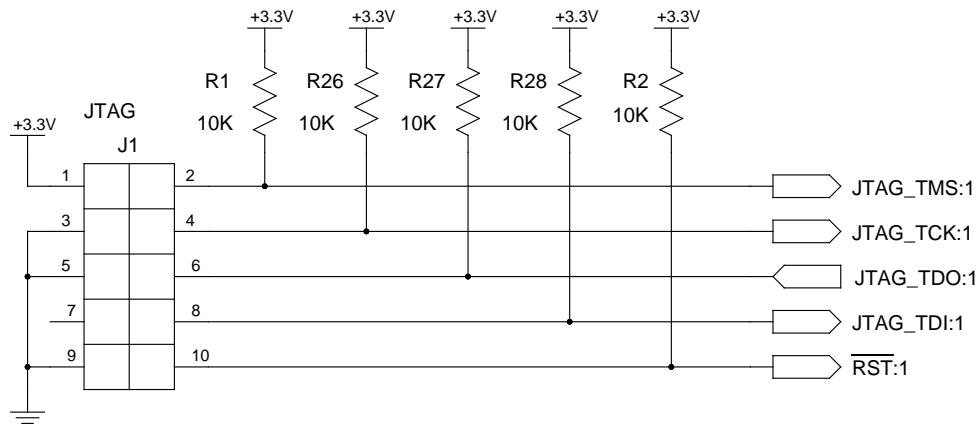 +3.3V +3.3V +3.3V +3.3V +3.3V
R1 R26 R27 R28 R2
10K 10K 10K 10K 10K
JTAG
+3.3V
J1
1 2 JTAG_TMS:1
3 4 JTAG_TCK:1
5 6 JTAG_TDO:1
7 8 JTAG_TDI:1
9 10 RST:1